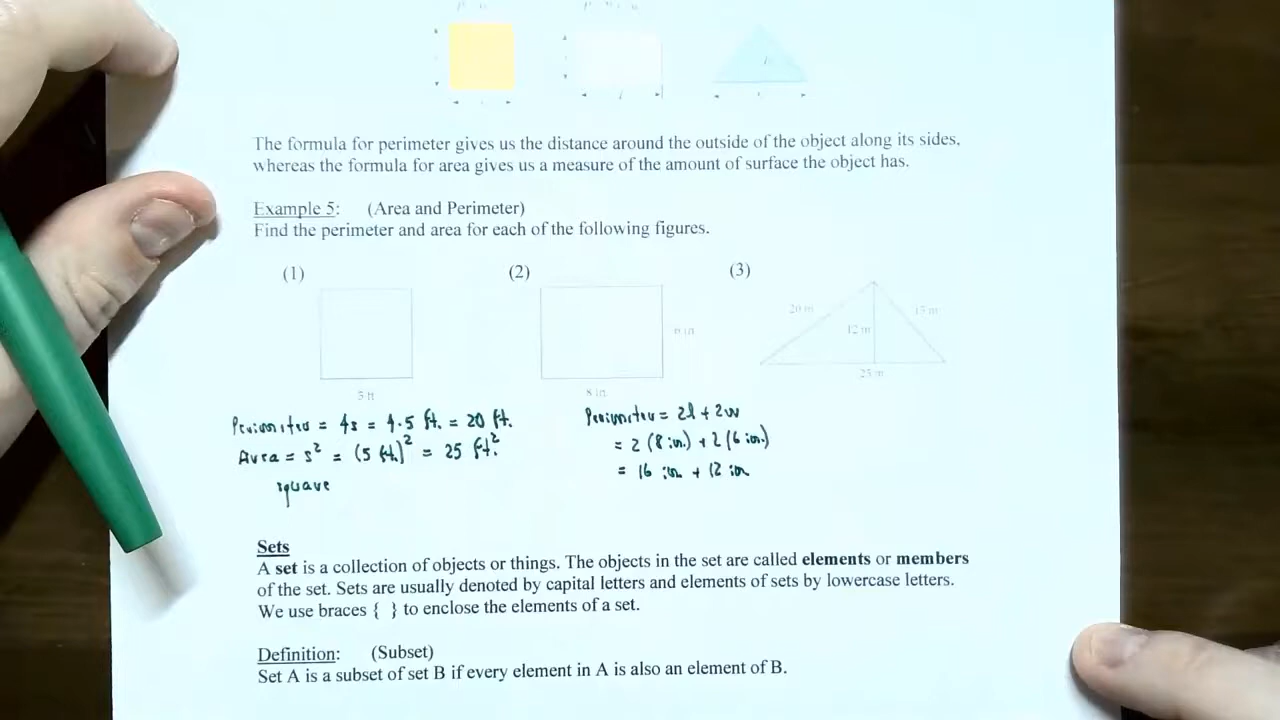 The formula for perimeter gives us the distance around the outside of the object along its sides,
whereas the formula for area gives us a measure of the amount of surface the object has.
Example 5: (Area and Perimeter)
Find the perimeter and area for each of the following figures.
(1) (2) (3)
20 m 12 m 13 m
6 in
25 m
5 ft 8 in
Perimeter = 4s = 4·5 ft. = 20 ft.
Area = s² = (5 ft.)² = 25 ft.²
square
Perimeter = 2l + 2w
= 2 (8 in.) + 2 (6 in.)
= 16 in + 12 in
Sets
A set is a collection of objects or things. The objects in the set are called elements or members
of the set. Sets are usually denoted by capital letters and elements of sets by lowercase letters.
We use braces { } to enclose the elements of a set.
Definition: (Subset)
Set A is a subset of set B if every element in A is also an element of B.